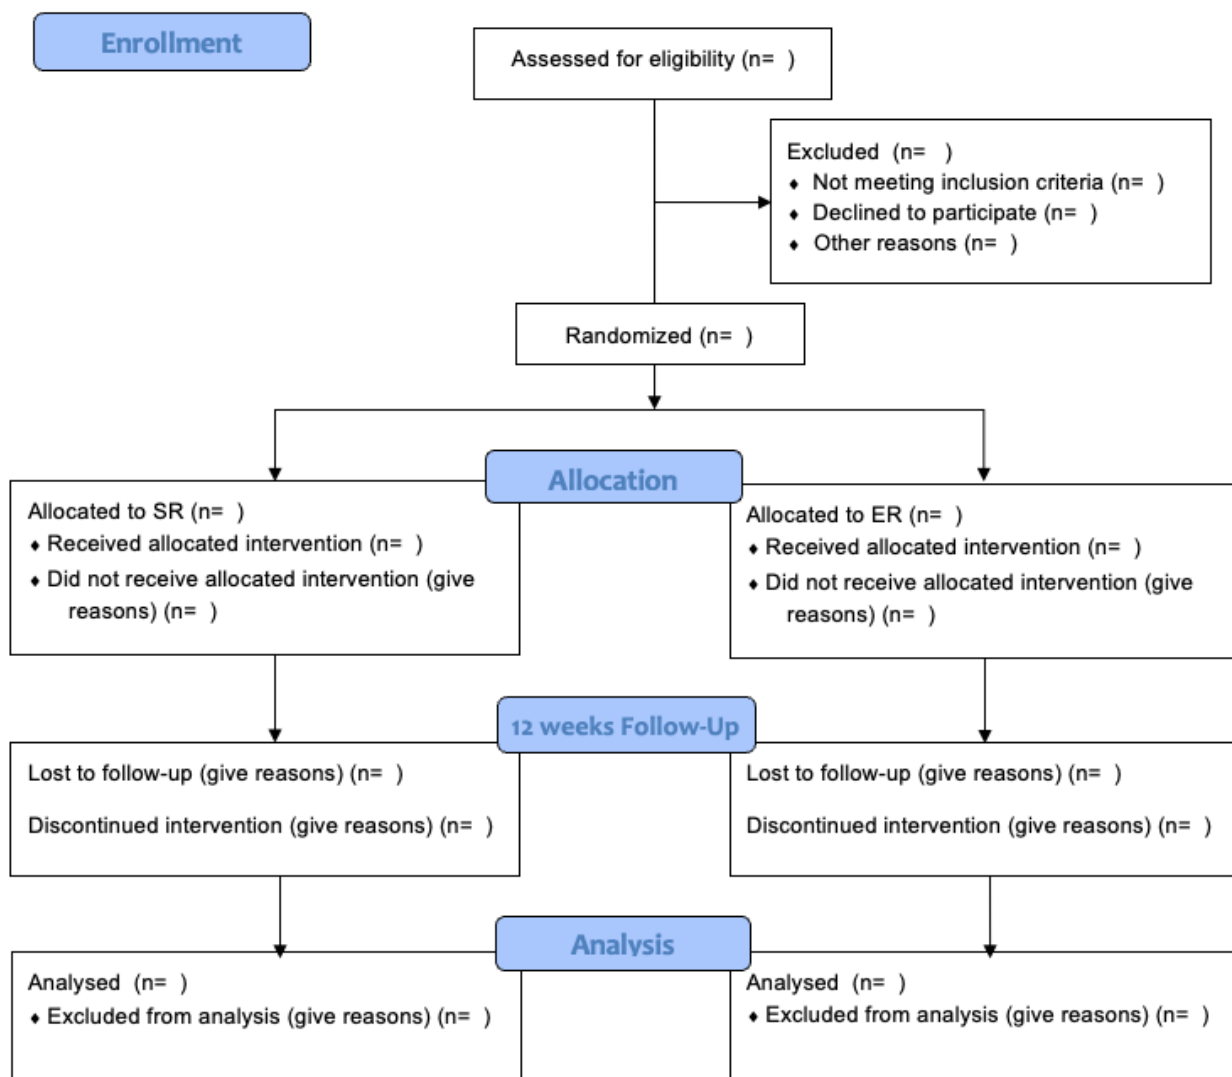 Enrollment
Assessed for eligibility (n=  )
Excluded  (n=  )
♦ Not meeting inclusion criteria (n=  )
♦ Declined to participate (n=  )
♦ Other reasons (n=  )
Randomized (n=  )
Allocation
Allocated to SR (n=  )
♦ Received allocated intervention (n=  )
♦ Did not receive allocated intervention (give
reasons) (n=  )
Allocated to ER (n=  )
♦ Received allocated intervention (n=  )
♦ Did not receive allocated intervention (give
reasons) (n=  )
12 weeks Follow-Up
Lost to follow-up (give reasons) (n=  )
Discontinued intervention (give reasons) (n=  )
Lost to follow-up (give reasons) (n=  )
Discontinued intervention (give reasons) (n=  )
Analysis
Analysed  (n=  )
♦ Excluded from analysis (give reasons) (n=  )
Analysed  (n=  )
♦ Excluded from analysis (give reasons) (n=  )